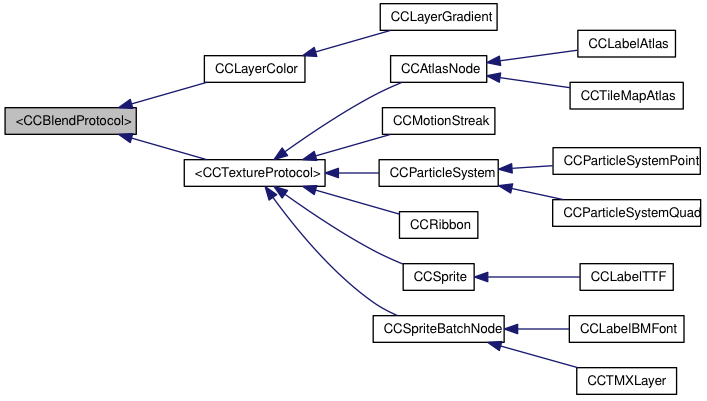 CCLayerGradient
CCLabelAtlas
CCLayerColor
CCAtlasNode
CCTileMapAtlas
<CCBlendProtocol>
CCMotionStreak
CCParticleSystemPoint
<CCTextureProtocol>
CCParticleSystem
CCParticleSystemQuad
CCRibbon
CCSprite
CCLabelTTF
CCSpriteBatchNode
CCLabelBMFont
CCTMXLayer